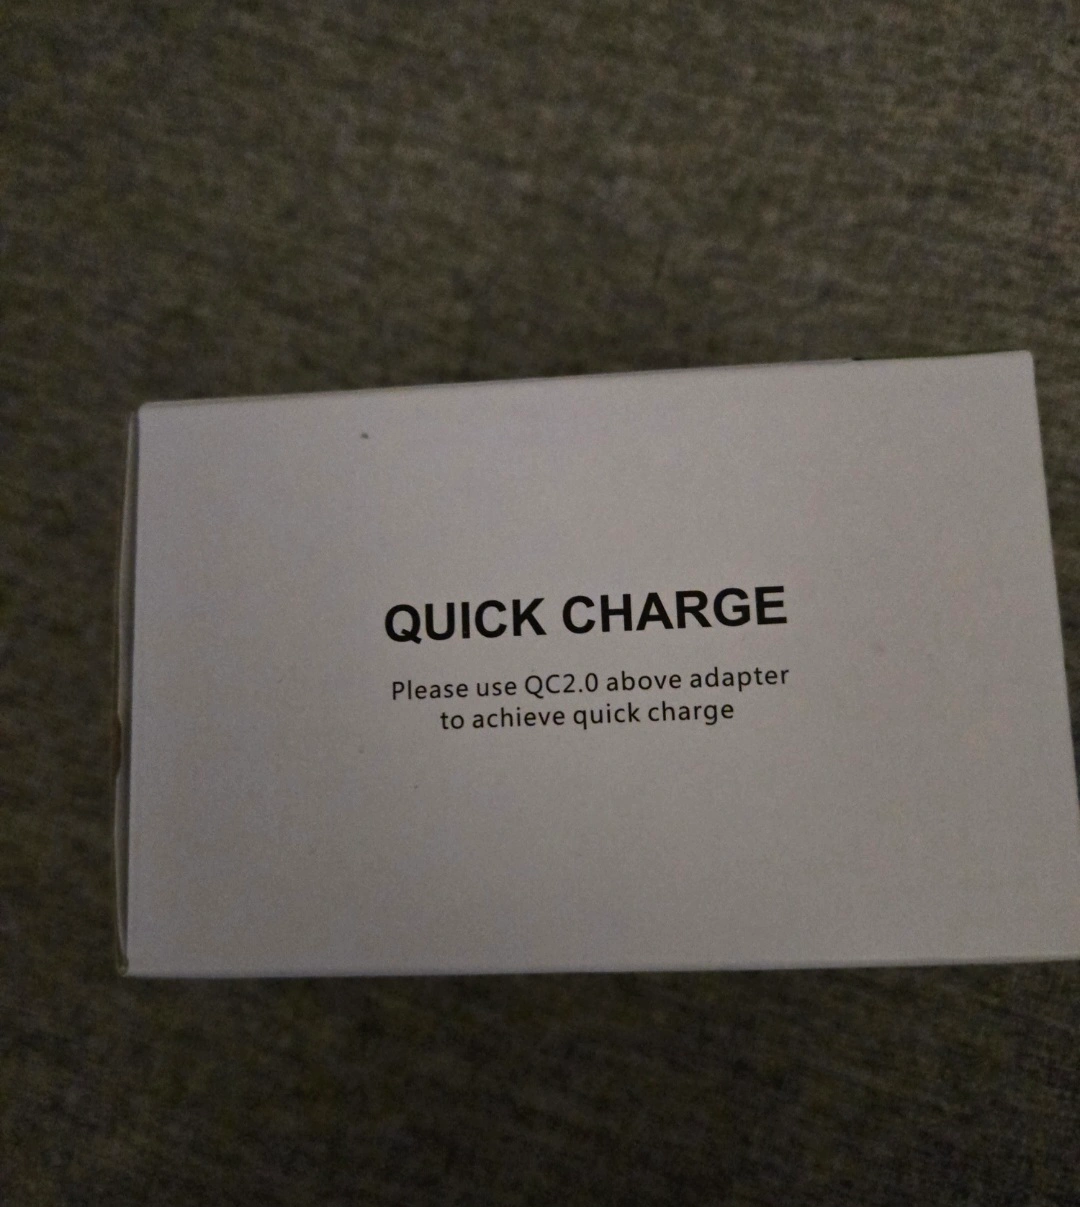 QUICK CHARGE
Please use QC2.0 above adapter
to achieve quick charge